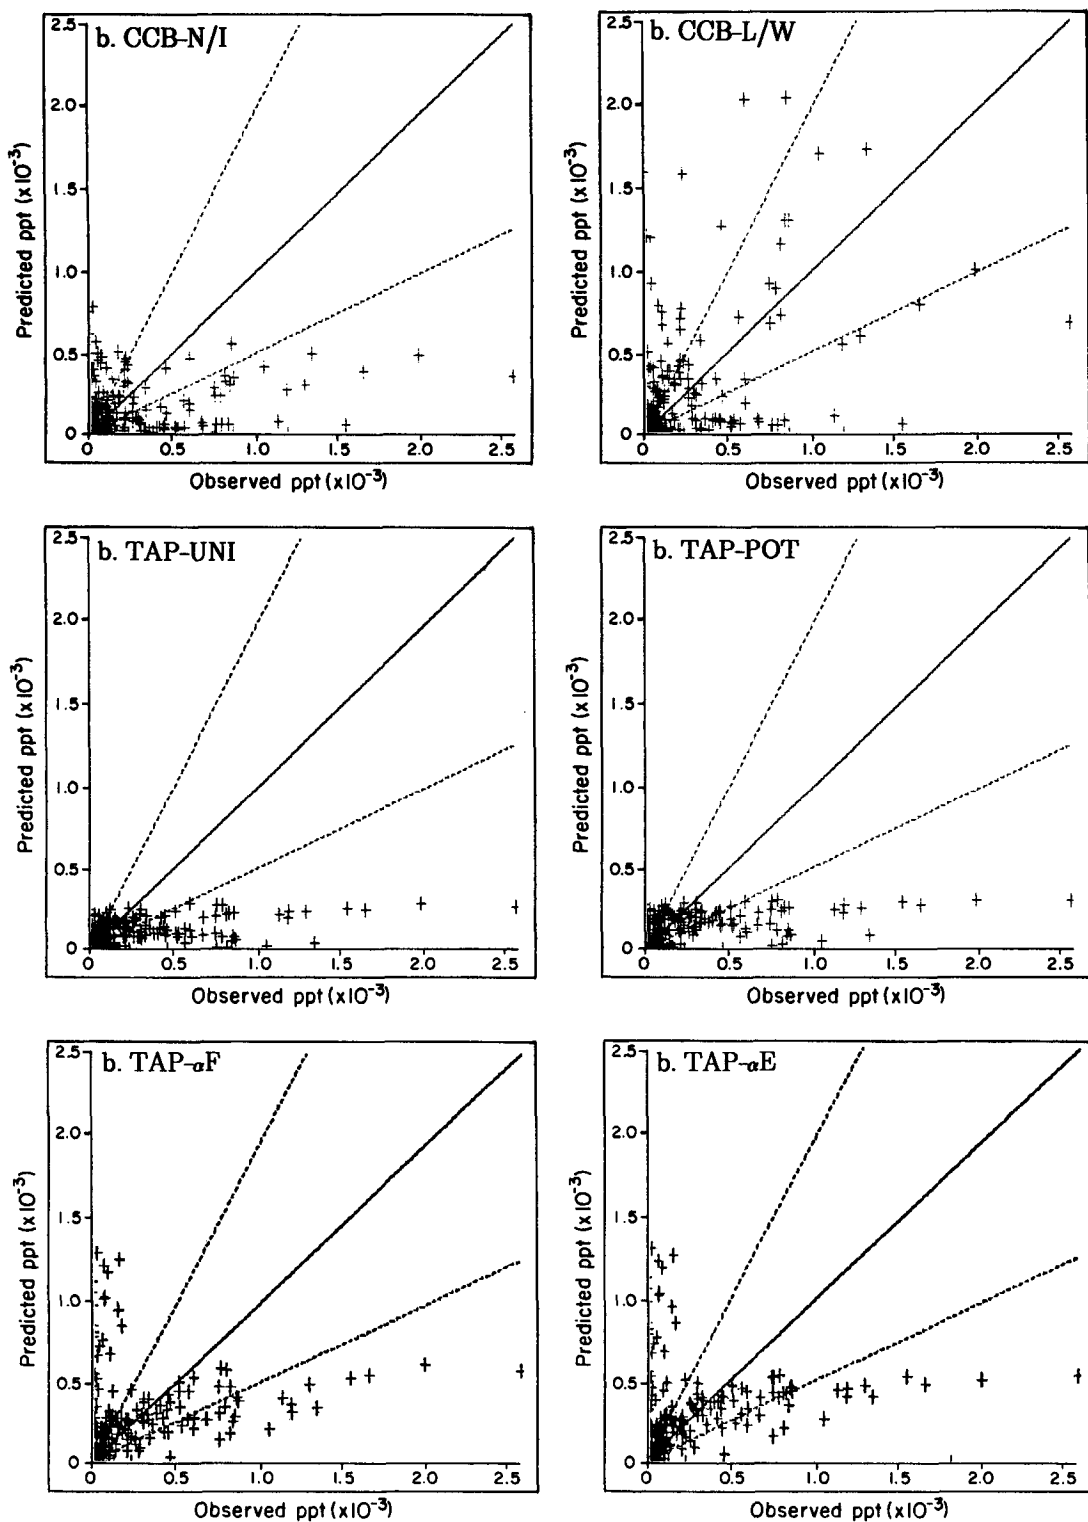 b. CCB-N/I
2.5
2.0
1.5
1.0
0.5
0
Predicted ppt (x10⁻³)
0 0.5 1.0 1.5 2.0 2.5
Observed ppt (x10⁻³)
b. CCB-L/W
2.5
2.0
1.5
1.0
0.5
0
Predicted ppt (x10⁻³)
0 0.5 1.0 1.5 2.0 2.5
Observed ppt (x10⁻³)
b. TAP-UNI
2.5
2.0
1.5
1.0
0.5
0
Predicted ppt (x10⁻³)
0 0.5 1.0 1.5 2.0 2.5
Observed ppt (x10⁻³)
b. TAP-POT
2.5
2.0
1.5
1.0
0.5
0
Predicted ppt (x10⁻³)
0 0.5 1.0 1.5 2.0 2.5
Observed ppt (x10⁻³)
b. TAP-αF
2.5
2.0
1.5
1.0
0.5
0
Predicted ppt (x10⁻³)
0 0.5 1.0 1.5 2.0 2.5
Observed ppt (x10⁻³)
b. TAP-αE
2.5
2.0
1.5
1.0
0.5
0
Predicted ppt (x10⁻³)
0 0.5 1.0 1.5 2.0 2.5
Observed ppt (x10⁻³)